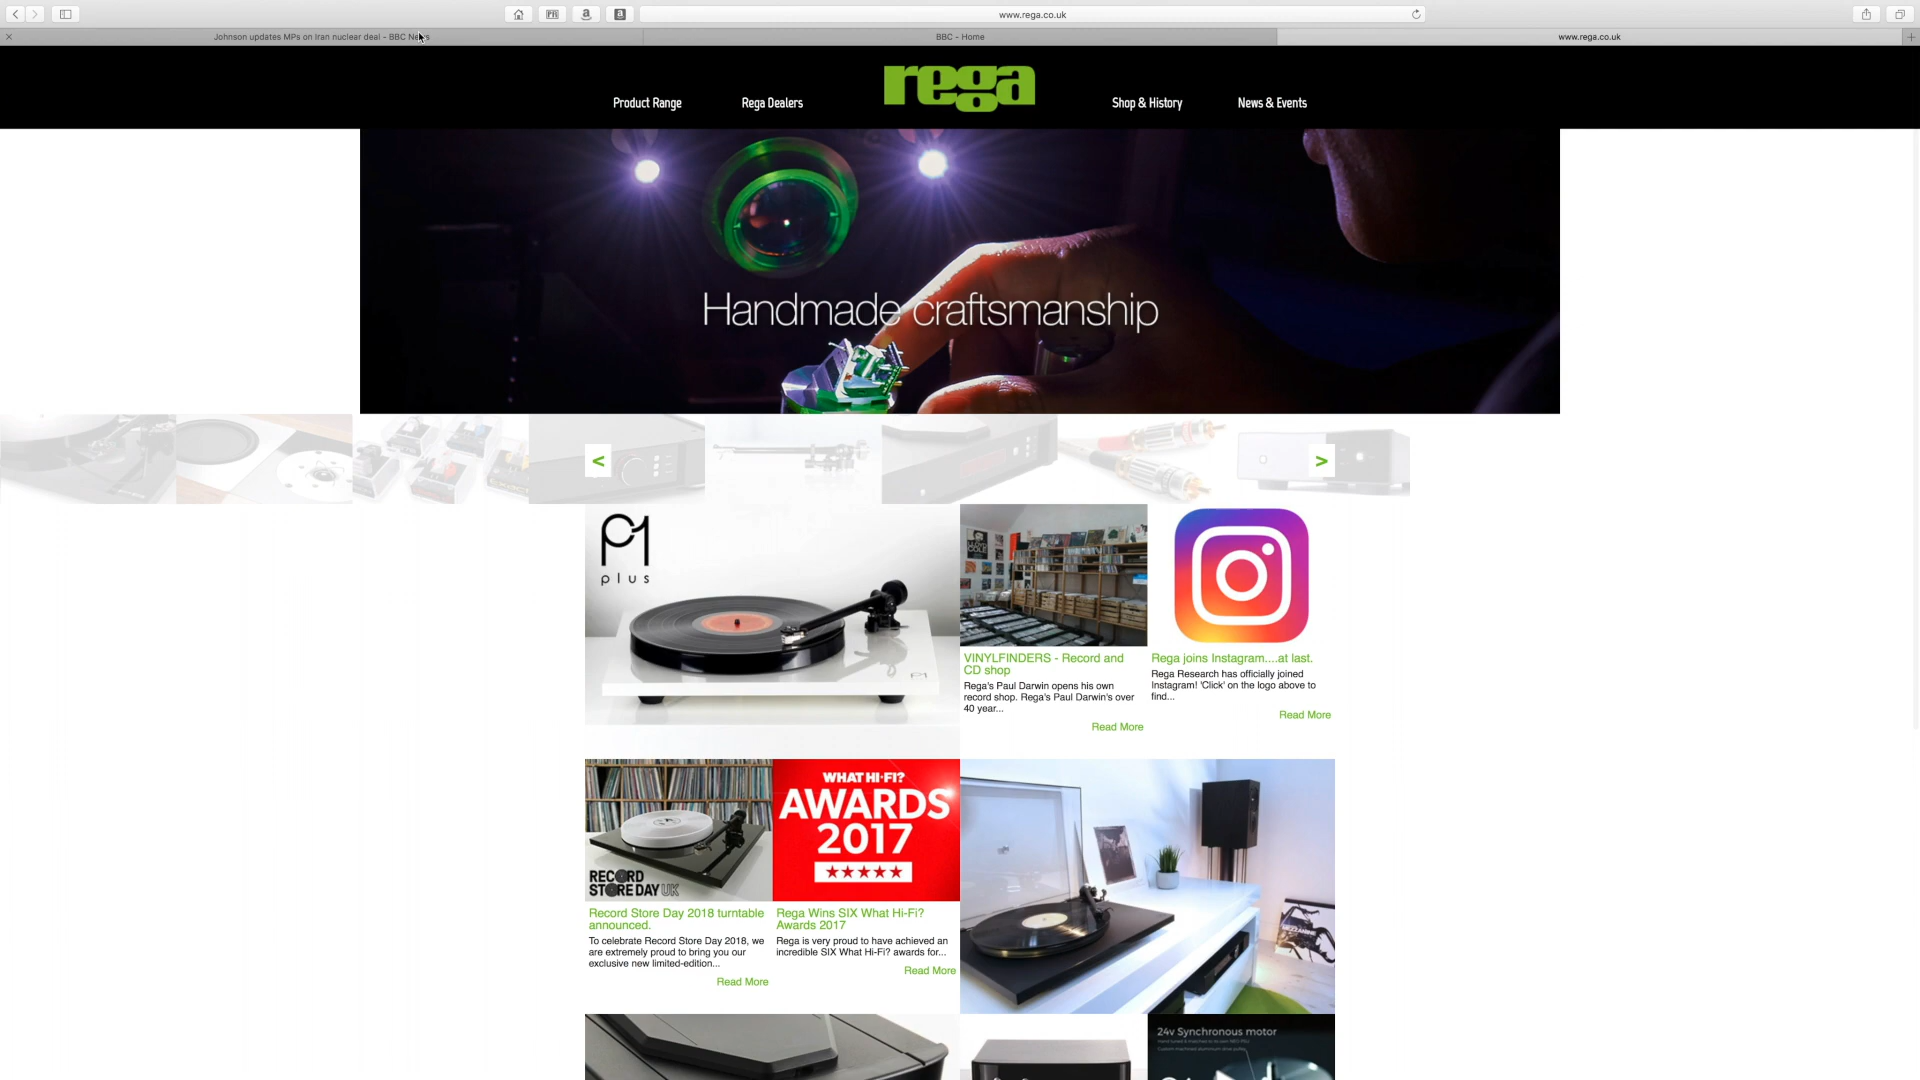 www.rega.co.uk
Johnson updates MPs on Iran nuclear deal - BBC News
BBC - Home
www.rega.co.uk
Product Range
Rega Dealers
rega
Shop & History
News & Events
Handmade craftsmanship
<
>
P1
plus
P1
VINYLFINDERS - Record and
CD shop
Rega's Paul Darwin opens his own
record shop. Rega's Paul Darwin's over
40 year...
Read More
Rega joins Instagram....at last.
Rega Research has officially joined
Instagram! 'Click' on the logo above to
find...
Read More
RECORD
STORE DAY UK
Record Store Day 2018 turntable
announced.
To celebrate Record Store Day 2018, we
are extremely proud to bring you our
exclusive new limited-edition...
Read More
WHAT HI-FI?
AWARDS
2017
Rega Wins SIX What Hi-Fi?
Awards 2017
Rega is very proud to have achieved an
incredible SIX What Hi-Fi? awards for...
Read More
24v Synchronous motor